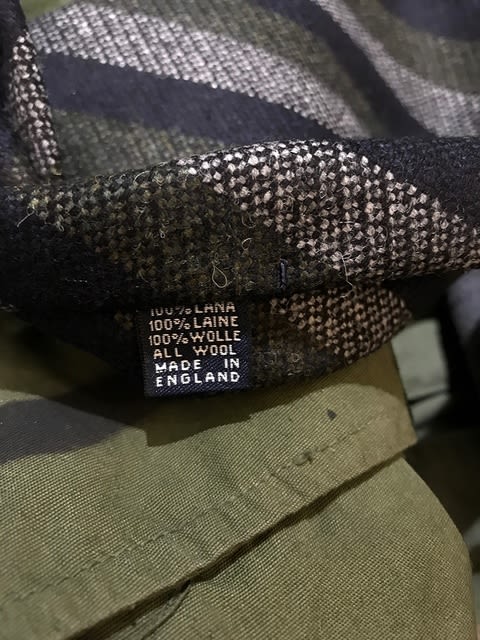 100% LANA
100% LAINE
100% WOLLE
ALL WOOL
MADE IN
ENGLAND